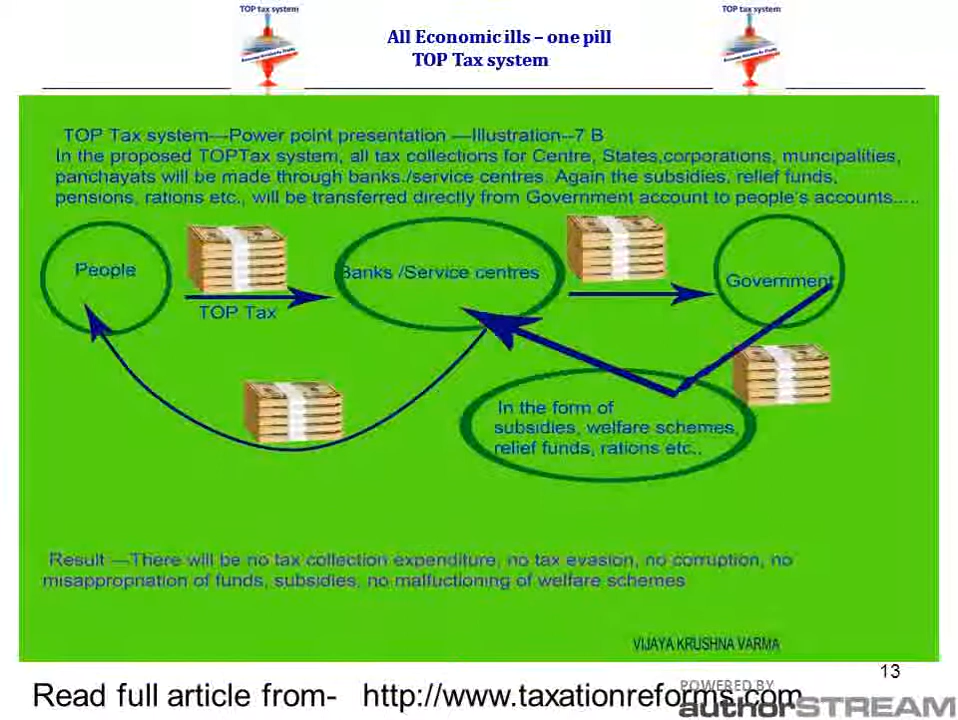 TOP tax system
TOP tax system
All Economic ills – one pill
TOP Tax system
TOP Tax system—Power point presentation —Illustration--7 B
In the proposed TOPTax system, all tax collections for Centre, States,corporations, muncipalities,
panchayats will be made through banks./service centres. Again the subsidies, relief funds,
pensions, rations etc., will be transferred directly from Government account to people's accounts.....
People
Banks /Service centres
Government
TOP Tax
In the form of
subsidies, welfare schemes,
relief funds, rations etc..
Result —There will be no tax collection expenditure, no tax evasion, no corruption, no
misappropriation of funds, subsidies, no malfuctioning of welfare schemes
VIJAYA KRUSHNA VARMA
13
Read full article from- http://www.taxationreforms.com
POWERED BY
authorSTREAM